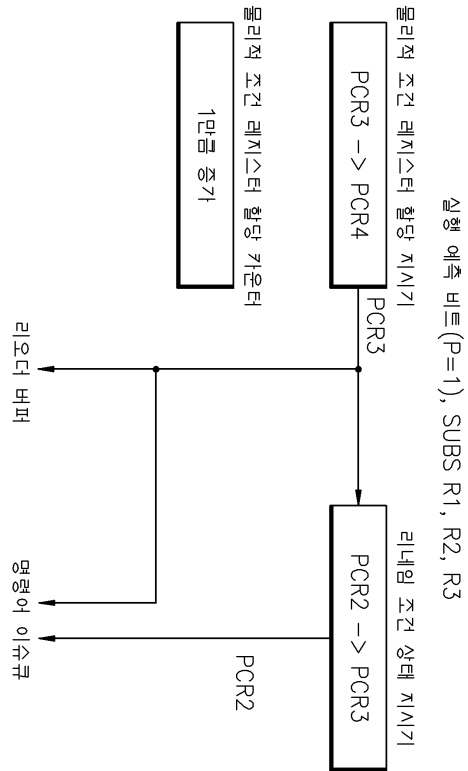 실행 예측 비트(P=1), SUBS R1, R2, R3
물리적 조건 레지스터 할당 지시기
PCR3 -> PCR4
PCR3
리네임 조건 상태 지시기
PCR2 -> PCR3
PCR2
물리적 조건 레지스터 할당 카운터
1만큼 증가
리오더 버퍼
명령어 이슈큐